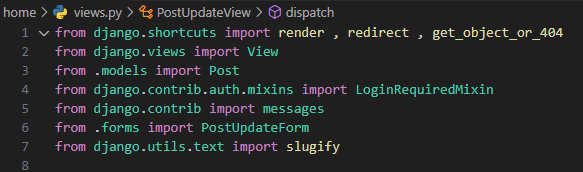 home > views.py > PostUpdateView > dispatch
1 from django.shortcuts import render , redirect , get_object_or_404
2 from django.views import View
3 from .models import Post
4 from django.contrib.auth.mixins import LoginRequiredMixin
5 from django.contrib import messages
6 from .forms import PostUpdateForm
7 from django.utils.text import slugify
8